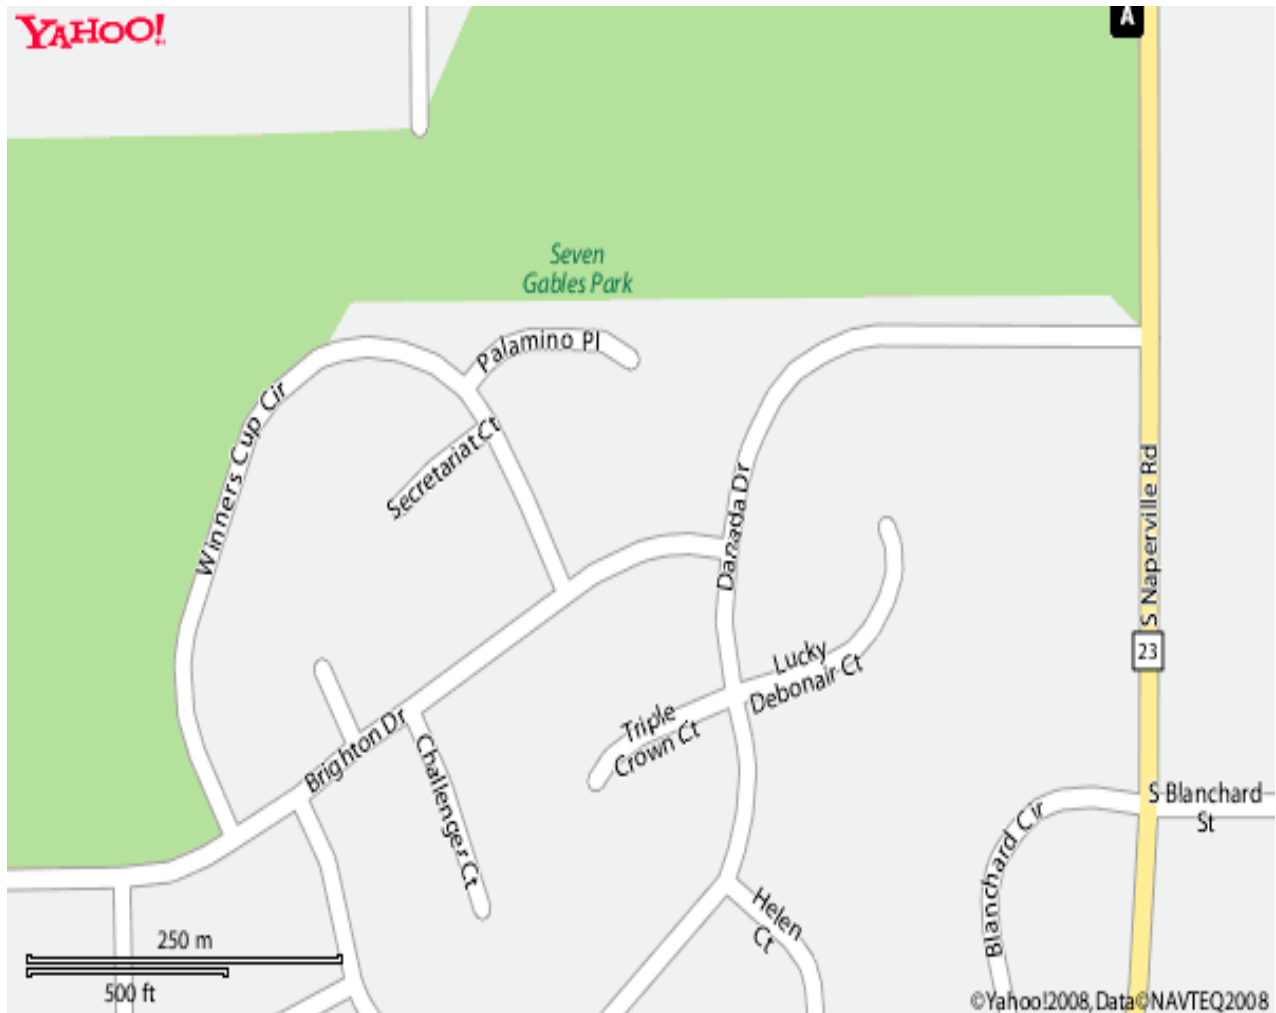 YAHOO!
A
Seven
Gables Park
Palamino Pl
Winners Cup Cir
Secretariat Ct
Danada Dr
S Naperville Rd
23
Lucky
Debonair Ct
Triple
Crown Ct
Brighton Dr
Challenger Ct
S Blanchard
St
Blanchard Cir
Helen
Ct
250 m
500 ft
©Yahoo!2008,Data©NAVTEQ2008